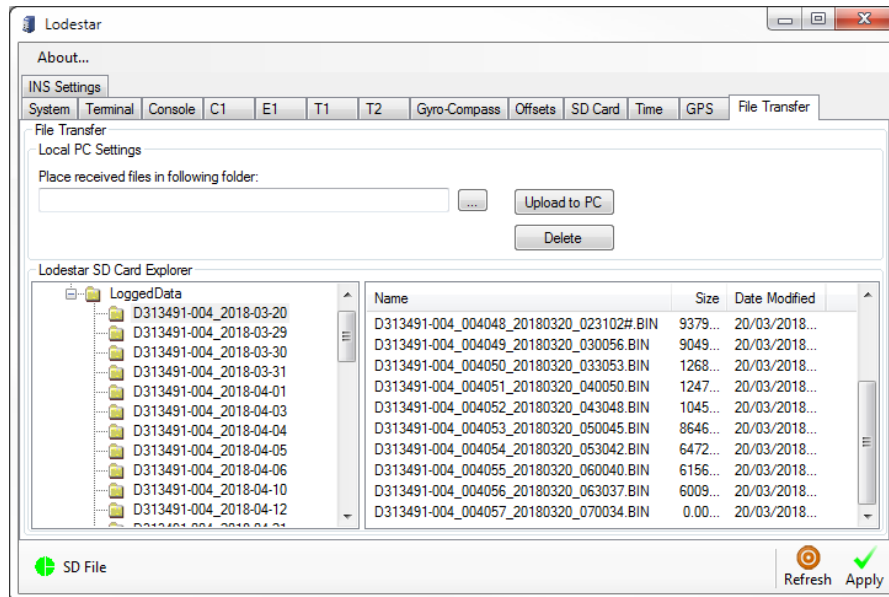 Lodestar
About...
INS Settings
System Terminal Console C1 E1 T1 T2 Gyro-Compass Offsets SD Card Time GPS File Transfer
File Transfer
Local PC Settings
Place received files in following folder:
... Upload to PC
Delete
Lodestar SD Card Explorer
LoggedData
D313491-004_2018-03-20
D313491-004_2018-03-29
D313491-004_2018-03-30
D313491-004_2018-03-31
D313491-004_2018-04-01
D313491-004_2018-04-03
D313491-004_2018-04-04
D313491-004_2018-04-05
D313491-004_2018-04-06
D313491-004_2018-04-10
D313491-004_2018-04-12
Name Size Date Modified
D313491-004_004048_20180320_023102#.BIN 9379... 20/03/2018...
D313491-004_004049_20180320_030056.BIN 9049... 20/03/2018...
D313491-004_004050_20180320_033053.BIN 1268... 20/03/2018...
D313491-004_004051_20180320_040050.BIN 1247... 20/03/2018...
D313491-004_004052_20180320_043048.BIN 1045... 20/03/2018...
D313491-004_004053_20180320_050045.BIN 8646... 20/03/2018...
D313491-004_004054_20180320_053042.BIN 6472... 20/03/2018...
D313491-004_004055_20180320_060040.BIN 6156... 20/03/2018...
D313491-004_004056_20180320_063037.BIN 6009... 20/03/2018...
D313491-004_004057_20180320_070034.BIN 0.00... 20/03/2018...
SD File
Refresh Apply